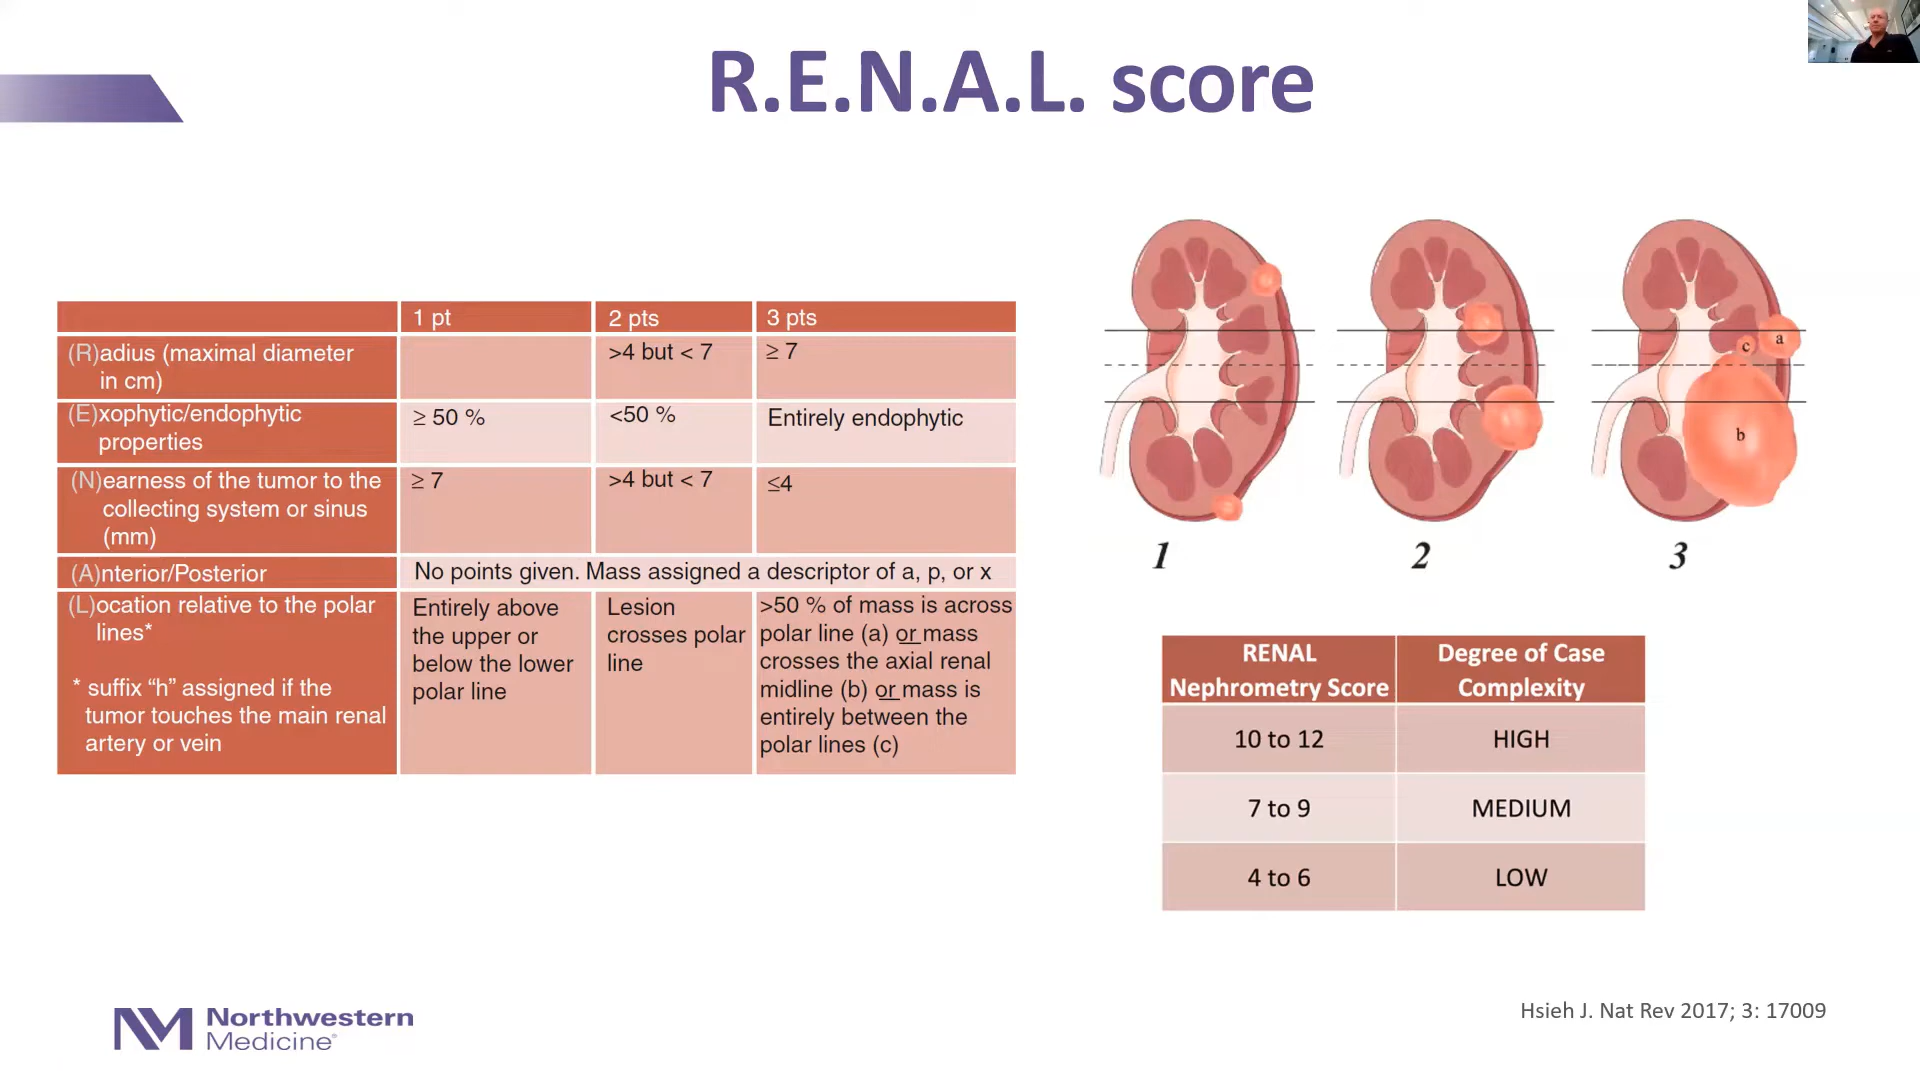 R.E.N.A.L. score
1 pt
2 pts
3 pts
(R)adius (maximal diameter
in cm)
>4 but < 7
≥ 7
(E)xophytic/endophytic
properties
≥ 50 %
<50 %
Entirely endophytic
(N)earness of the tumor to the
collecting system or sinus
(mm)
≥ 7
>4 but < 7
≤4
(A)nterior/Posterior
No points given. Mass assigned a descriptor of a, p, or x
(L)ocation relative to the polar
lines*
* suffix “h” assigned if the
tumor touches the main renal
artery or vein
Entirely above
the upper or
below the lower
polar line
Lesion
crosses polar
line
>50 % of mass is across
polar line (a) or mass
crosses the axial renal
midline (b) or mass is
entirely between the
polar lines (c)
c
a
b
1
2
3
RENAL
Nephrometry Score
Degree of Case
Complexity
10 to 12
HIGH
7 to 9
MEDIUM
4 to 6
LOW
NM
Northwestern
Medicine®
Hsieh J. Nat Rev 2017; 3: 17009